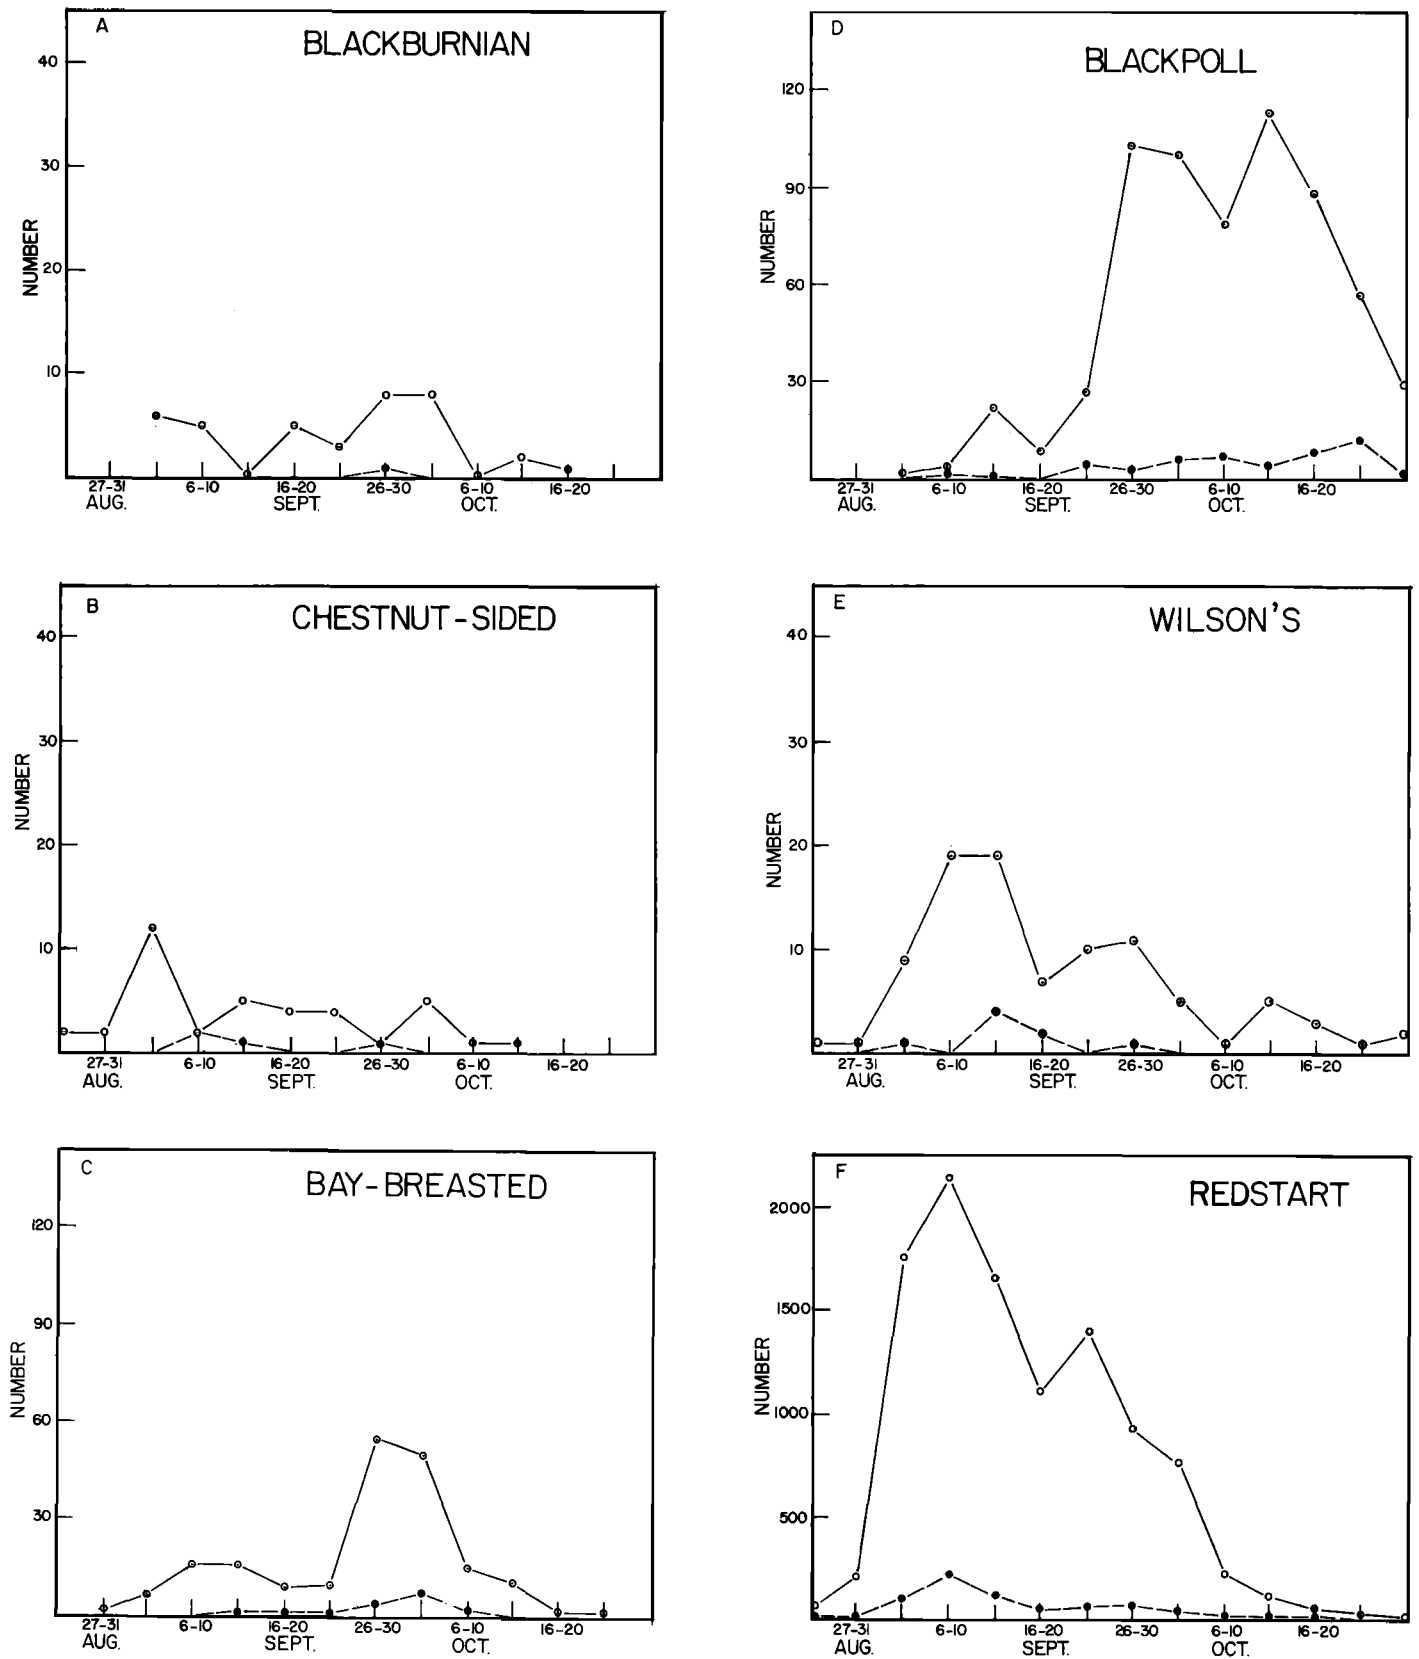 A
BLACKBURNIAN
40
30
20
10
NUMBER
27-31 6-10 16-20 26-30 6-10 16-20
AUG. SEPT. OCT.
B
CHESTNUT-SIDED
40
30
20
10
NUMBER
27-31 6-10 16-20 26-30 6-10 16-20
AUG. SEPT. OCT.
C
BAY-BREASTED
120
90
60
30
NUMBER
27-31 6-10 16-20 26-30 6-10 16-20
AUG. SEPT. OCT.
D
BLACKPOLL
120
90
60
30
NUMBER
27-31 6-10 16-20 26-30 6-10 16-20
AUG. SEPT. OCT.
E
WILSON'S
40
30
20
10
NUMBER
27-31 6-10 16-20 26-30 6-10 16-20
AUG. SEPT. OCT.
F
REDSTART
2000
1500
1000
500
NUMBER
27-31 6-10 16-20 26-30 6-10 16-20
AUG. SEPT. OCT.